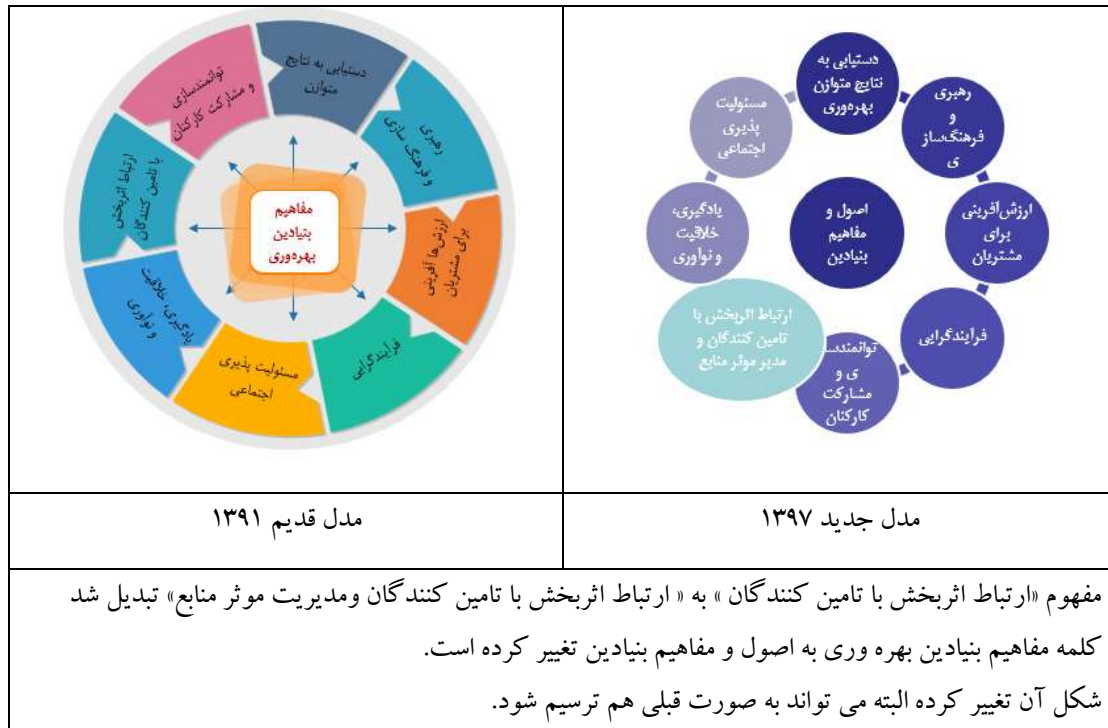 دستیابی به
نتایج متوازن
بهره‌وری
رهبری
و
فرهنگ‌ساز
ی
ارزش‌آفرینی
برای
مشتریان
فرآیندگرایی
توانمندسا
ی و
مشارکت
کارکنان
ارتباط اثربخش با
تامین کنندگان و
مدیر موثر منابع
یادگیری،
خلاقیت
و نوآوری
مسئولیت
پذیری
اجتماعی
اصول و
مفاهیم
بنیادین
دستیابی به نتایج
متوازن
رهبری
و فرهنگ سازی
ارزش‌ها آفرینی
برای مشتریان
فرآیندگرایی
مسئولیت پذیری
اجتماعی
یادگیری، خلاقیت
و نوآوری
ارتباط اثربخش
با تامین کنندگان
توانمندسازی
و مشارکت کارکنان
مفاهیم
بنیادین
بهره‌وری
مدل جدید ۱۳۹۷
مدل قدیم ۱۳۹۱
مفهوم «ارتباط اثربخش با تامین کنندگان » به « ارتباط اثربخش با تامین کنندگان ومدیریت موثر منابع» تبدیل شد
کلمه مفاهیم بنیادین بهره وری به اصول و مفاهیم بنیادین تغییر کرده است.
شکل آن تغییر کرده البته می تواند به صورت قبلی هم ترسیم شود.